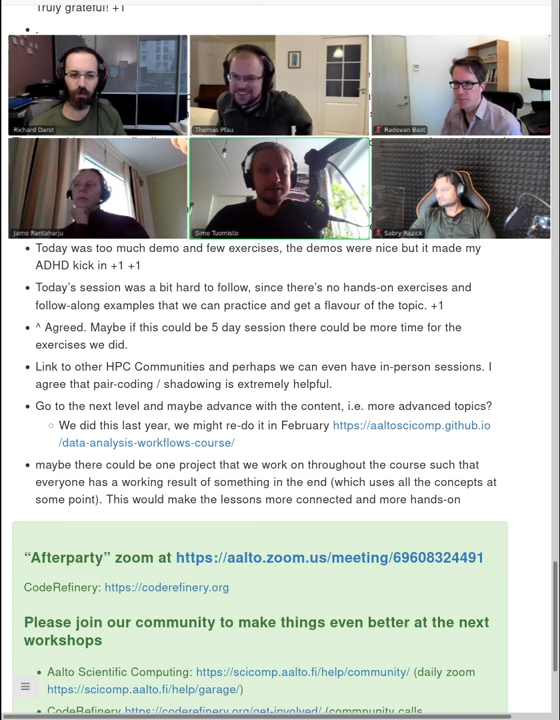 Truly grateful! +1
.
Richard Darst
Thomas Pfau
Radovan Bast
Jarno Rantaharju
Simo Tuomisto
Sabry Razick
Today was too much demo and few exercises, the demos were nice but it made my
ADHD kick in +1 +1
Today's session was a bit hard to follow, since there's no hands-on exercises and
follow-along examples that we can practice and get a flavour of the topic. +1
^ Agreed. Maybe if this could be 5 day session there could be more time for the
exercises we did.
Link to other HPC Communities and perhaps we can even have in-person sessions. I
agree that pair-coding / shadowing is extremely helpful.
Go to the next level and maybe advance with the content, i.e. more advanced topics?
We did this last year, we might re-do it in February https://aaltoscicomp.github.io
/data-analysis-workflows-course/
maybe there could be one project that we work on throughout the course such that
everyone has a working result of something in the end (which uses all the concepts at
some point). This would make the lessons more connected and more hands-on
“Afterparty” zoom at https://aalto.zoom.us/meeting/69608324491
CodeRefinery: https://coderefinery.org
Please join our community to make things even better at the next
workshops
Aalto Scientific Computing: https://scicomp.aalto.fi/help/community/ (daily zoom
https://scicomp.aalto.fi/help/garage/)
CodeRefinery https://coderefinery.org/get-involved/ (community calls